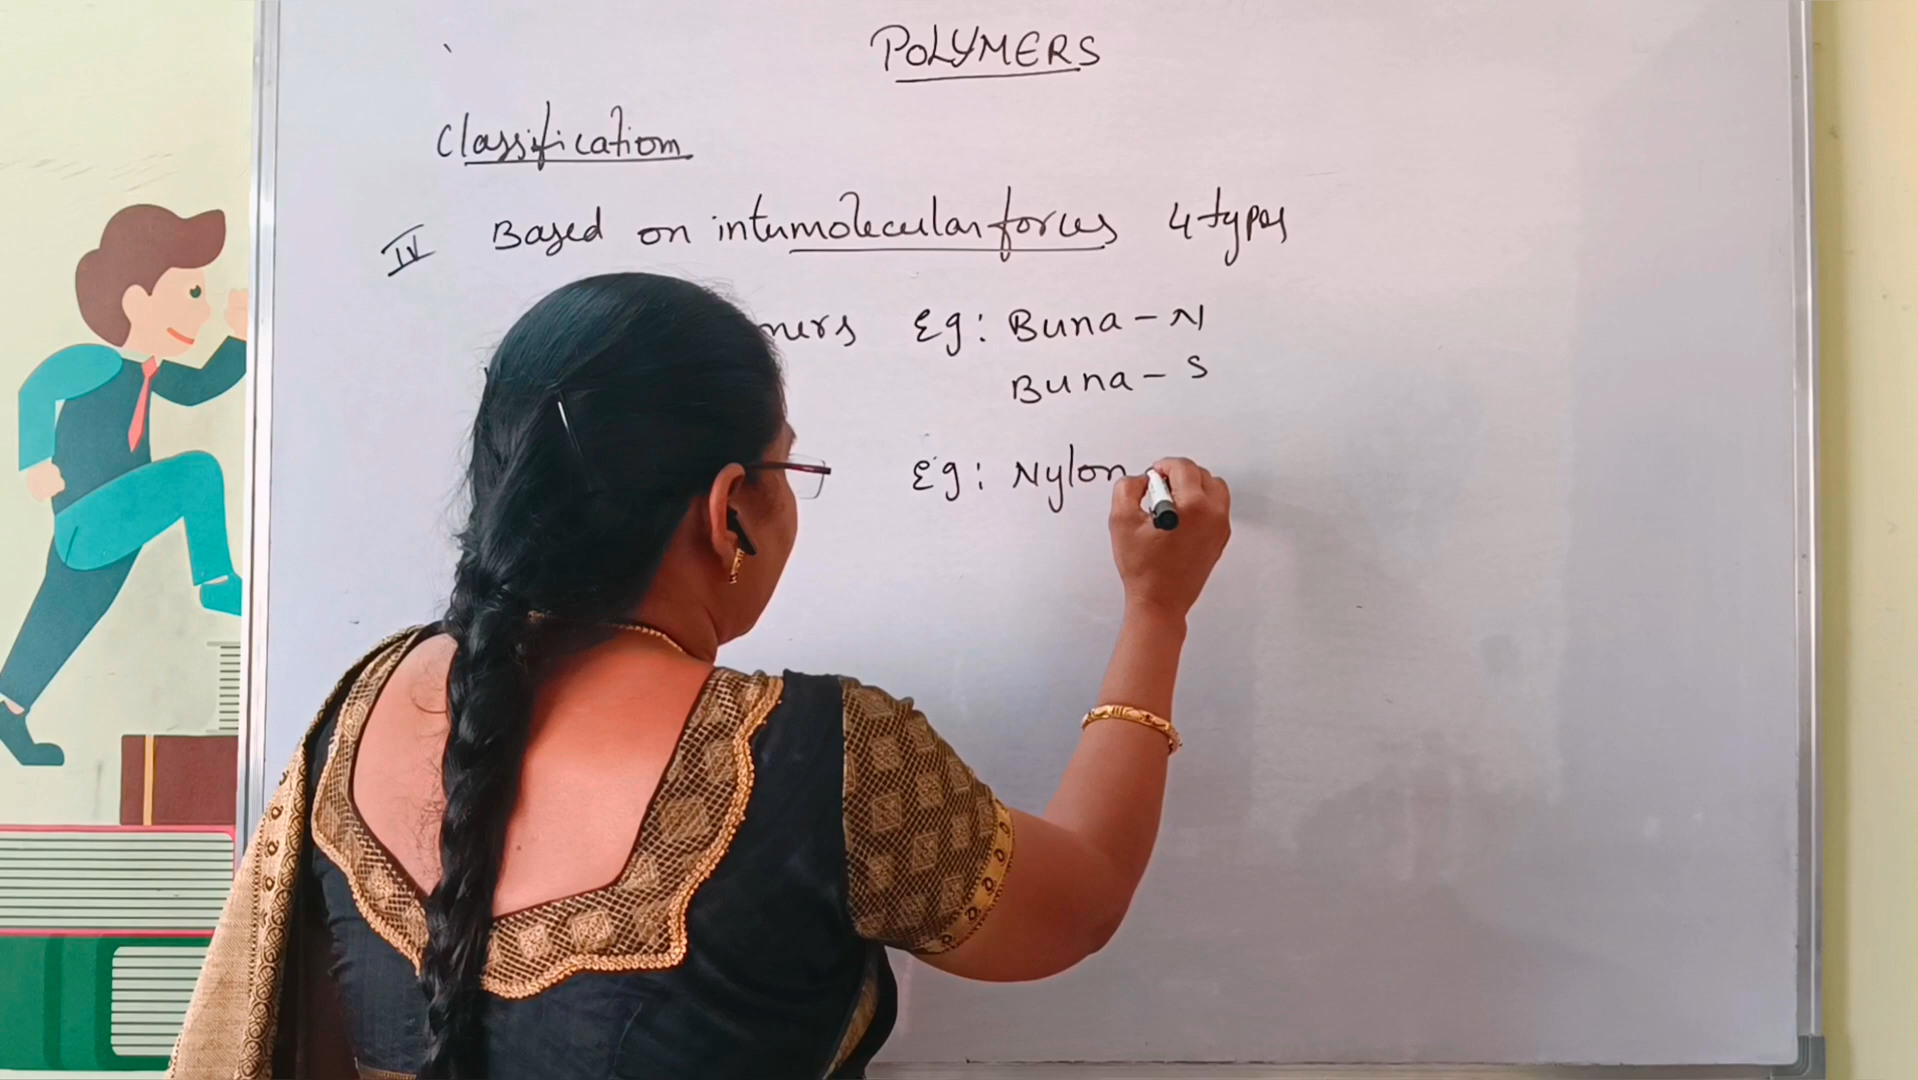 POLYMERS
Classification
IV Based on intermolecular forces 4 types
mers Eg: Buna - N
Buna - S
Eg: Nylon